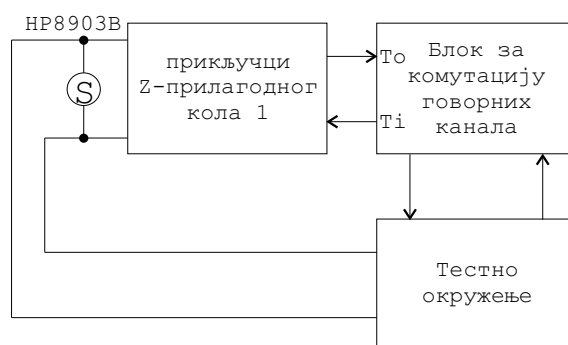 HP8903B
S
прикључци
Z-прилагодног
кола 1
To
Ti
Блок за
комутацију
говорних
канала
Тестно
окружење